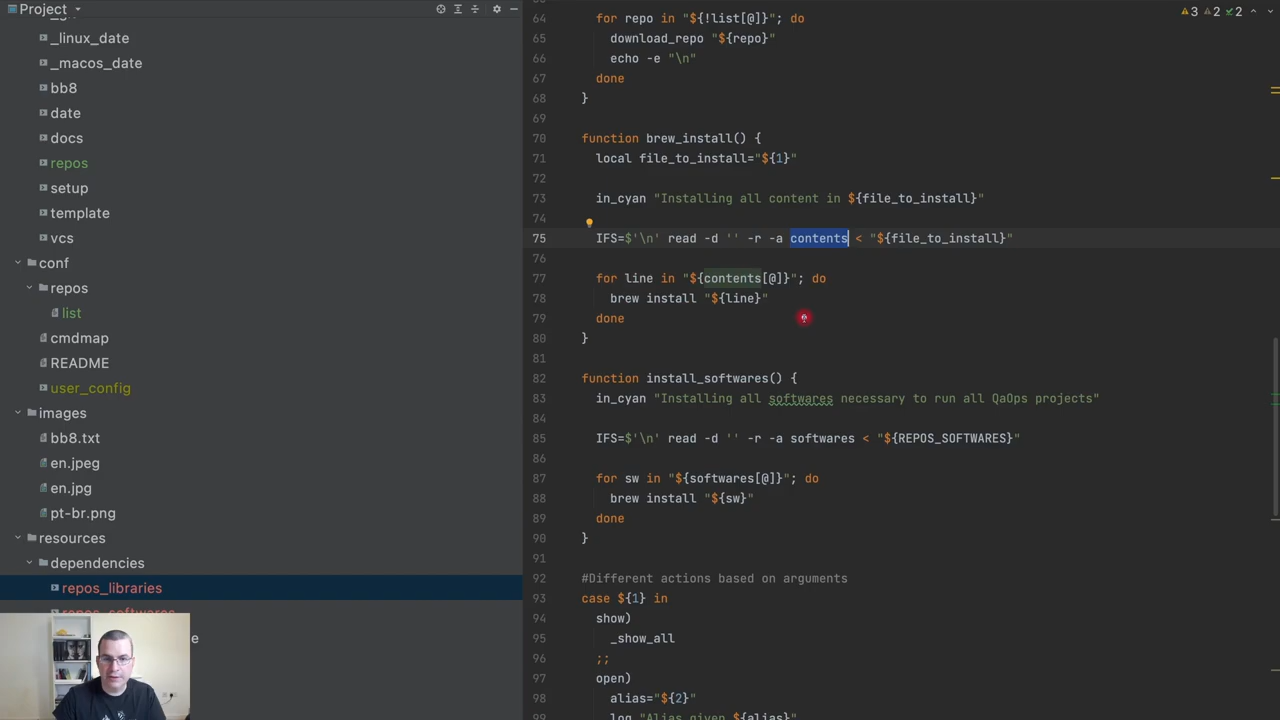 Project
_linux_date
_macos_date
bb8
date
docs
repos
setup
template
vcs
conf
repos
list
cmdmap
README
user_config
images
bb8.txt
en.jpeg
en.jpg
pt-br.png
resources
dependencies
repos_libraries
repos_softwares
3 2 2
64 for repo in "${!list[@]}"; do
65
66 download_repo "${repo}"
echo -e "\n"
67 done
68 }
69
70 function brew_install() {
71 local file_to_install="${1}"
72
73 in_cyan "Installing all content in ${file_to_install}"
74
75 IFS=$'\n' read -d '' -r -a contents < "${file_to_install}"
76
77 for line in "${contents[@]}"; do
78 brew install "${line}"
79 done
80 }
81
82 function install_softwares() {
83 in_cyan "Installing all softwares necessary to run all QaOps projects"
84
85 IFS=$'\n' read -d '' -r -a softwares < "${REPOS_SOFTWARES}"
86
87 for sw in "${softwares[@]}"; do
88 brew install "${sw}"
89 done
90 }
91
92 #Different actions based on arguments
93 case ${1} in
94 show)
95 _show_all
96 ;;
97 open)
98 alias="${2}"
99 log "Alias given ${alias}"